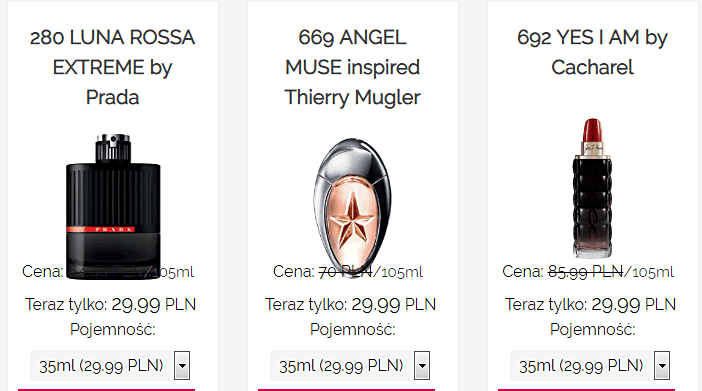 280 LUNA ROSSA
EXTREME by
Prada
PRADA
Cena:
/105ml
Teraz tylko: 29.99 PLN
Pojemność:
35ml (29.99 PLN)
669 ANGEL
MUSE inspired
Thierry Mugler
Cena: 70 PLN/105ml
Teraz tylko: 29.99 PLN
Pojemność:
35ml (29.99 PLN)
692 YES I AM by
Cacharel
Cena: 85.99 PLN/105ml
Teraz tylko: 29.99 PLN
Pojemność:
35ml (29.99 PLN)